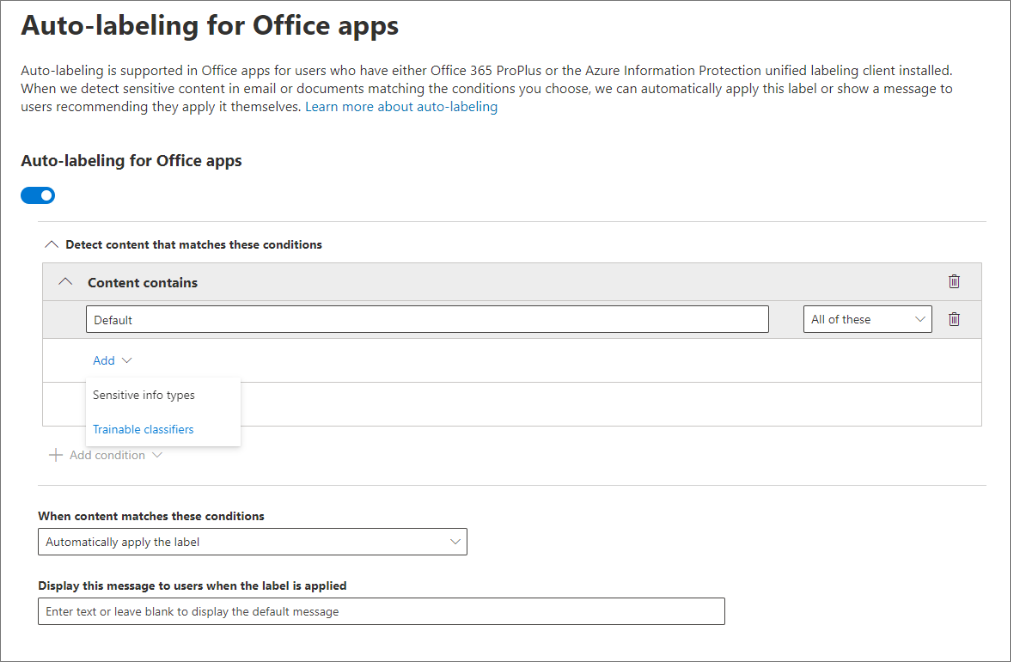 Auto-labeling for Office apps
Auto-labeling is supported in Office apps for users who have either Office 365 ProPlus or the Azure Information Protection unified labeling client installed.
When we detect sensitive content in email or documents matching the conditions you choose, we can automatically apply this label or show a message to
users recommending they apply it themselves. Learn more about auto-labeling
Auto-labeling for Office apps
Detect content that matches these conditions
Content contains
Default
All of these
Add
Sensitive info types
Trainable classifiers
Add condition
When content matches these conditions
Automatically apply the label
Display this message to users when the label is applied
Enter text or leave blank to display the default message